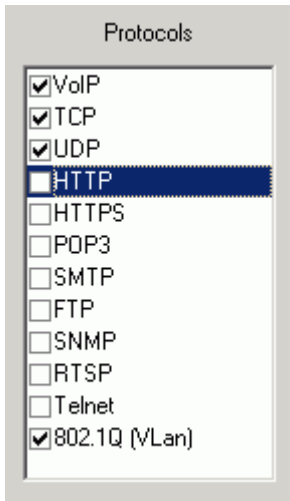 Protocols
VoIP
TCP
UDP
HTTP
HTTPS
POP3
SMTP
FTP
SNMP
RTSP
Telnet
802.1Q (VLan)